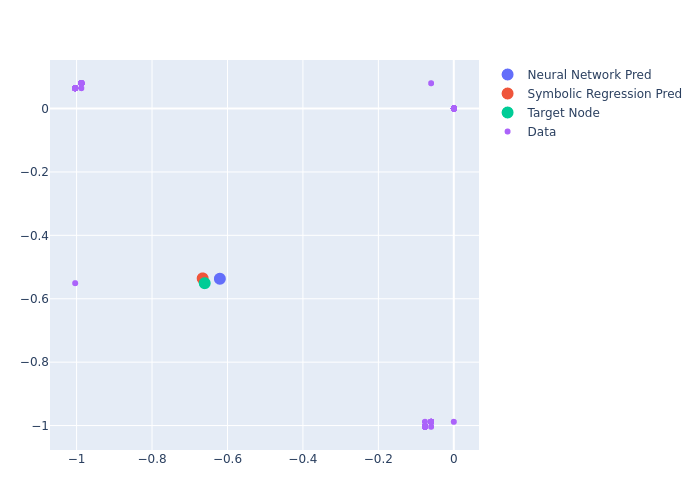 Neural Network Pred
Symbolic Regression Pred
Target Node
Data
0
−0.2
−0.4
−0.6
−0.8
−1
−1 −0.8 −0.6 −0.4 −0.2 0